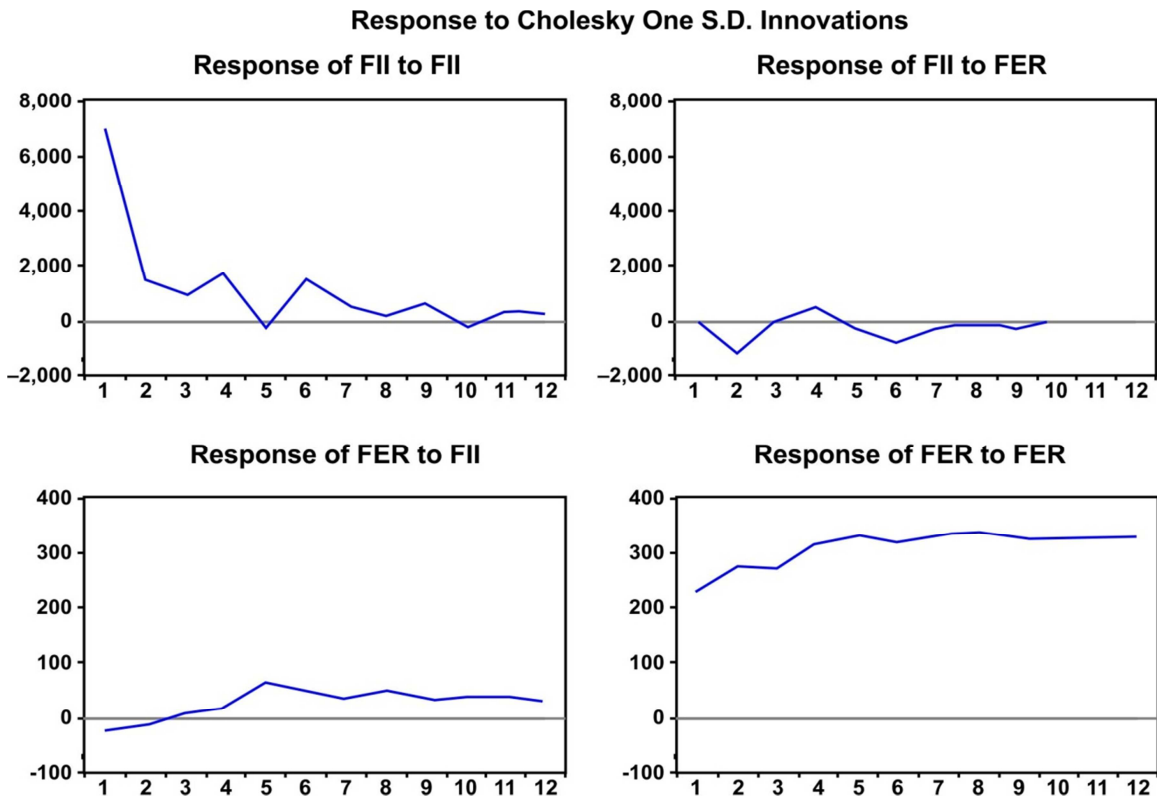 Response to Cholesky One S.D. Innovations
Response of FII to FII
8,000
6,000
4,000
2,000
0
–2,000
1 2 3 4 5 6 7 8 9 10 11 12
Response of FII to FER
8,000
6,000
4,000
2,000
0
–2,000
1 2 3 4 5 6 7 8 9 10 11 12
Response of FER to FII
400
300
200
100
0
-100
1 2 3 4 5 6 7 8 9 10 11 12
Response of FER to FER
400
300
200
100
0
-100
1 2 3 4 5 6 7 8 9 10 11 12